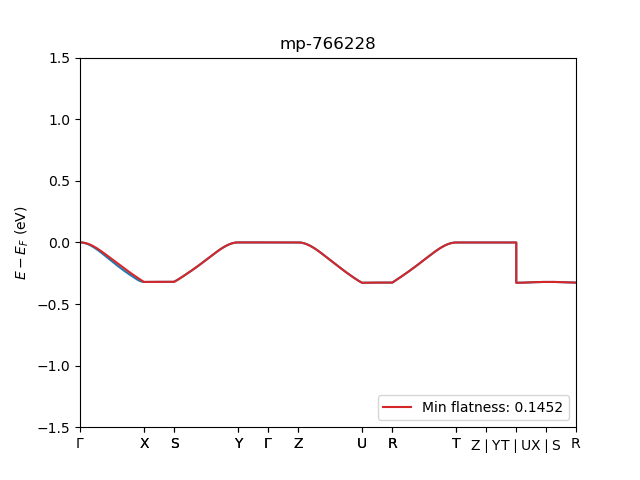 mp-766228
1.5
1.0
0.5
0.0
−0.5
−1.0
−1.5
E − E_F (eV)
Min flatness: 0.1452
Γ X S Y Γ Z U R T Z | YT | UX | S R